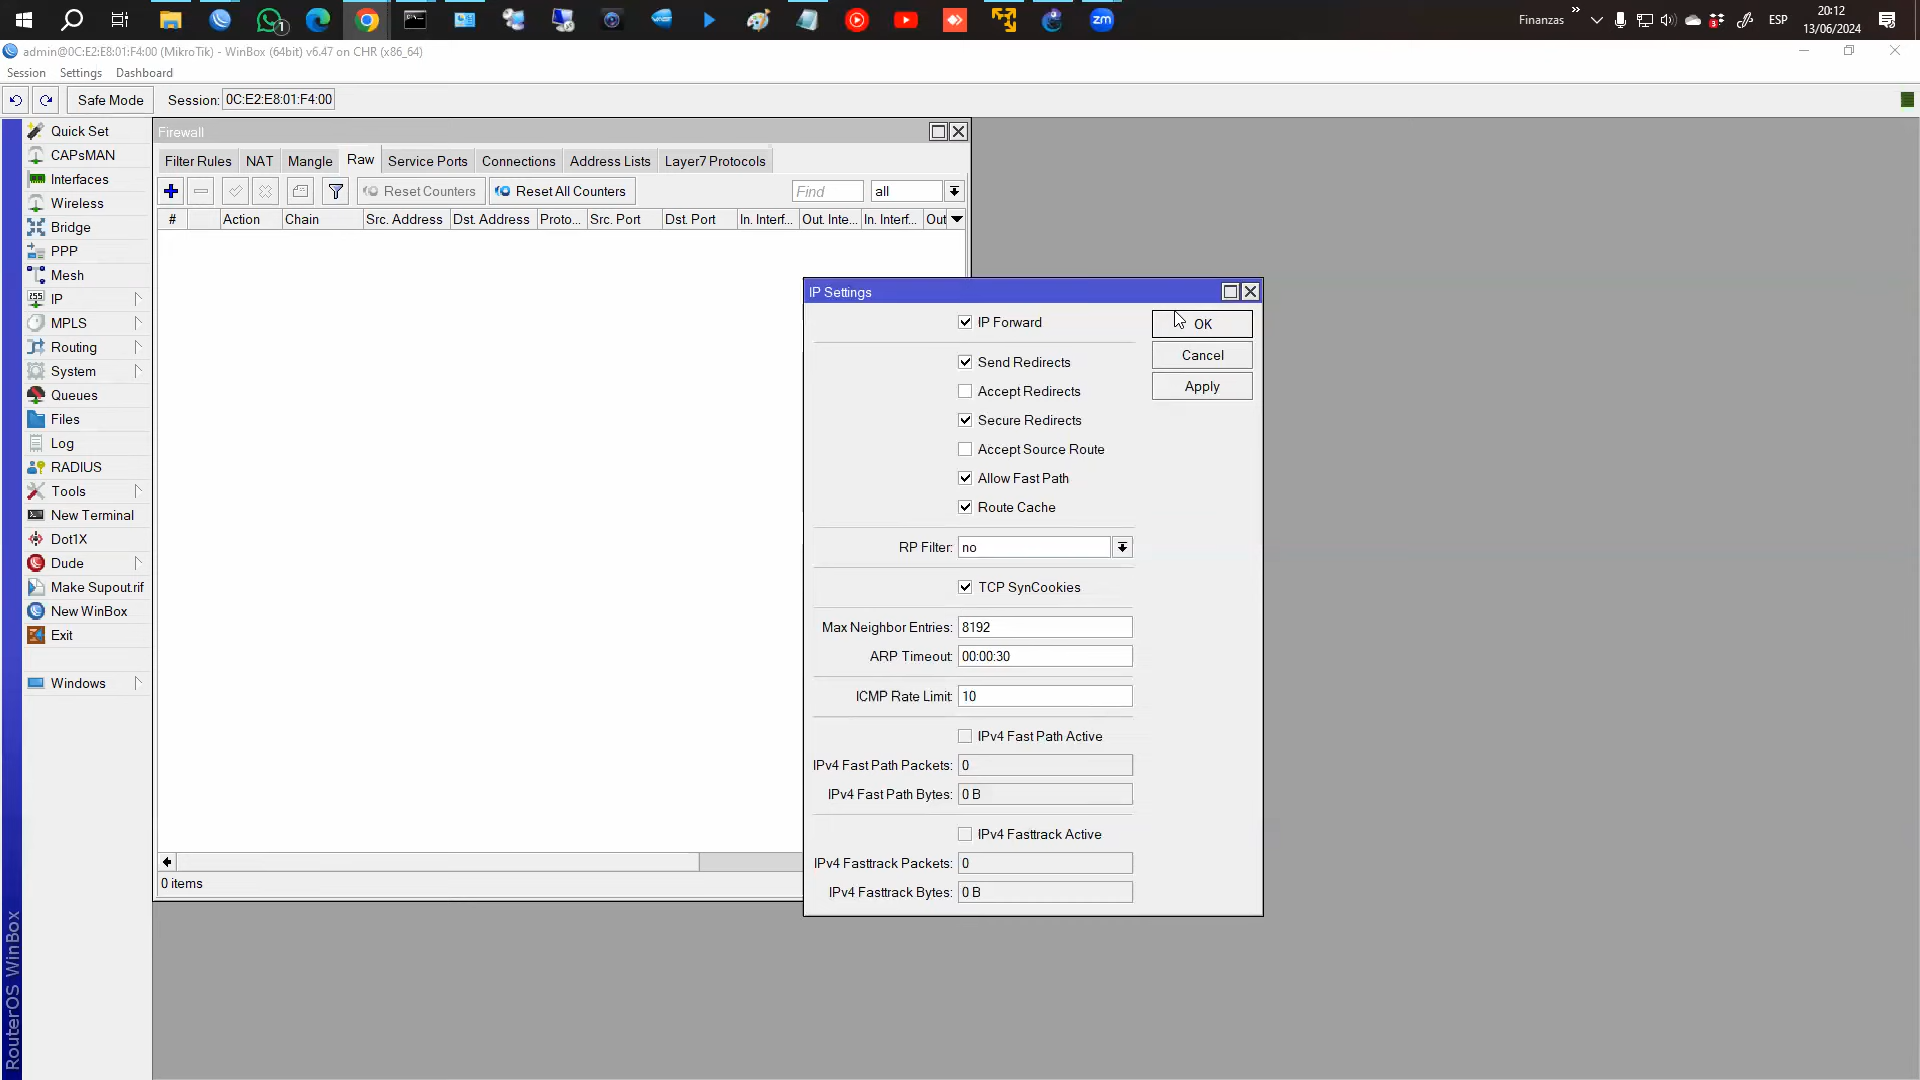 Finanzas
ESP
20:12
13/06/2024
1
zm
3
admin@0C:E2:E8:01:F4:00 (MikroTik) - WinBox (64bit) v6.47 on CHR (x86_64)
Session Settings Dashboard
Safe Mode Session: 0C:E2:E8:01:F4:00
Quick Set
CAPsMAN
Interfaces
Wireless
Bridge
PPP
Mesh
IP
255
MPLS
Routing
System
Queues
Files
Log
RADIUS
Tools
New Terminal
Dot1X
Dude
Make Supout.rif
New WinBox
Exit
Windows
RouterOS WinBox
Firewall
Filter Rules NAT Mangle Raw Service Ports Connections Address Lists Layer7 Protocols
Reset Counters Reset All Counters Find all
# Action Chain Src. Address Dst. Address Proto... Src. Port Dst. Port In. Interf... Out. Inte... In. Interf... Out
0 items
IP Settings
IP Forward
Send Redirects
Accept Redirects
Secure Redirects
Accept Source Route
Allow Fast Path
Route Cache
RP Filter: no
TCP SynCookies
Max Neighbor Entries: 8192
ARP Timeout: 00:00:30
ICMP Rate Limit: 10
IPv4 Fast Path Active
IPv4 Fast Path Packets: 0
IPv4 Fast Path Bytes: 0 B
IPv4 Fasttrack Active
IPv4 Fasttrack Packets: 0
IPv4 Fasttrack Bytes: 0 B
OK
Cancel
Apply